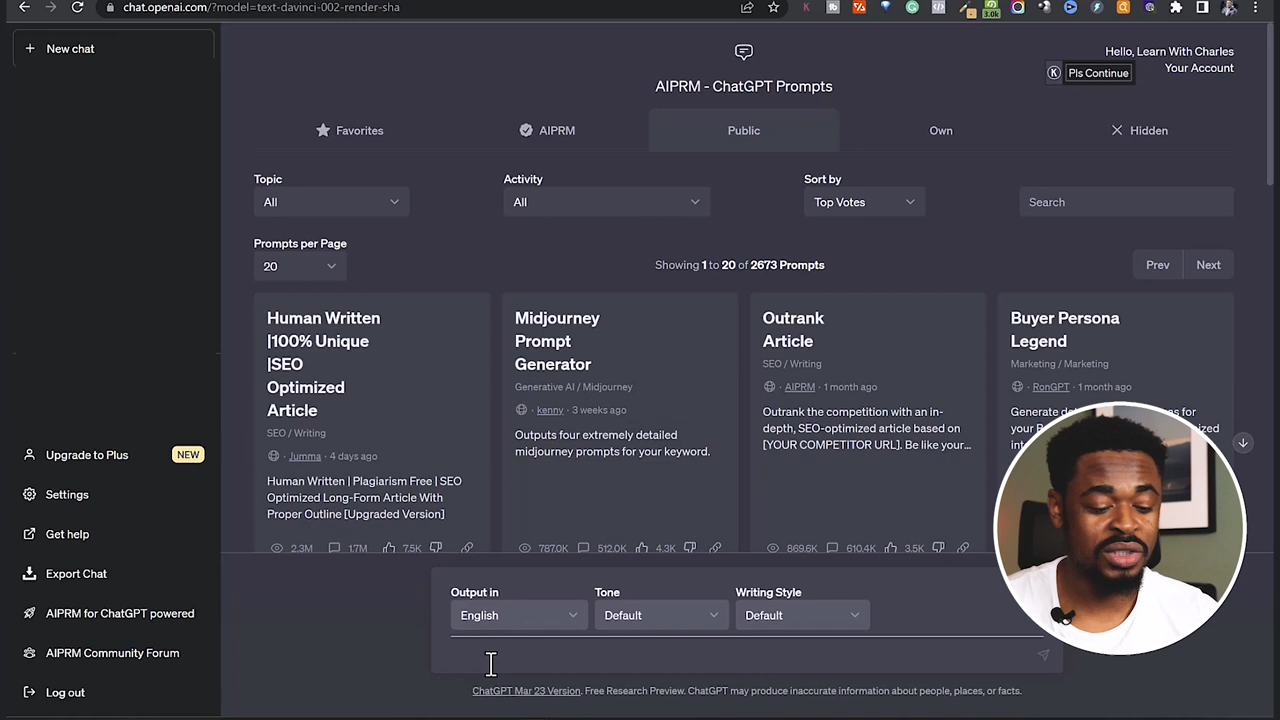 chat.openai.com/?model=text-davinci-002-render-sha
3.0k
New chat
Hello, Learn With Charles
Your Account
K
Pls Continue
AIPRM - ChatGPT Prompts
Favorites
AIPRM
Public
Own
Hidden
Topic
Activity
Sort by
All
All
Top Votes
Search
Prompts per Page
20
Showing 1 to 20 of 2673 Prompts
Prev
Next
Human Written
|100% Unique
|SEO
Optimized
Article
SEO / Writing
Jumma · 4 days ago
Human Written | Plagiarism Free | SEO
Optimized Long-Form Article With
Proper Outline [Upgraded Version]
2.3M 1.7M 7.5K
Midjourney
Prompt
Generator
Generative AI / Midjourney
kenny · 3 weeks ago
Outputs four extremely detailed
midjourney prompts for your keyword.
787.0K 512.0K 4.3K
Outrank
Article
SEO / Writing
AIPRM · 1 month ago
Outrank the competition with an in-
depth, SEO-optimized article based on
[YOUR COMPETITOR URL]. Be like your...
869.6K 610.4K 3.5K
Buyer Persona
Legend
Marketing / Marketing
RonGPT · 1 month ago
for
your
Upgrade to Plus
NEW
Settings
Get help
Export Chat
AIPRM for ChatGPT powered
AIPRM Community Forum
Log out
Output in
Tone
Writing Style
English
Default
Default
ChatGPT Mar 23 Version. Free Research Preview. ChatGPT may produce inaccurate information about people, places, or facts.